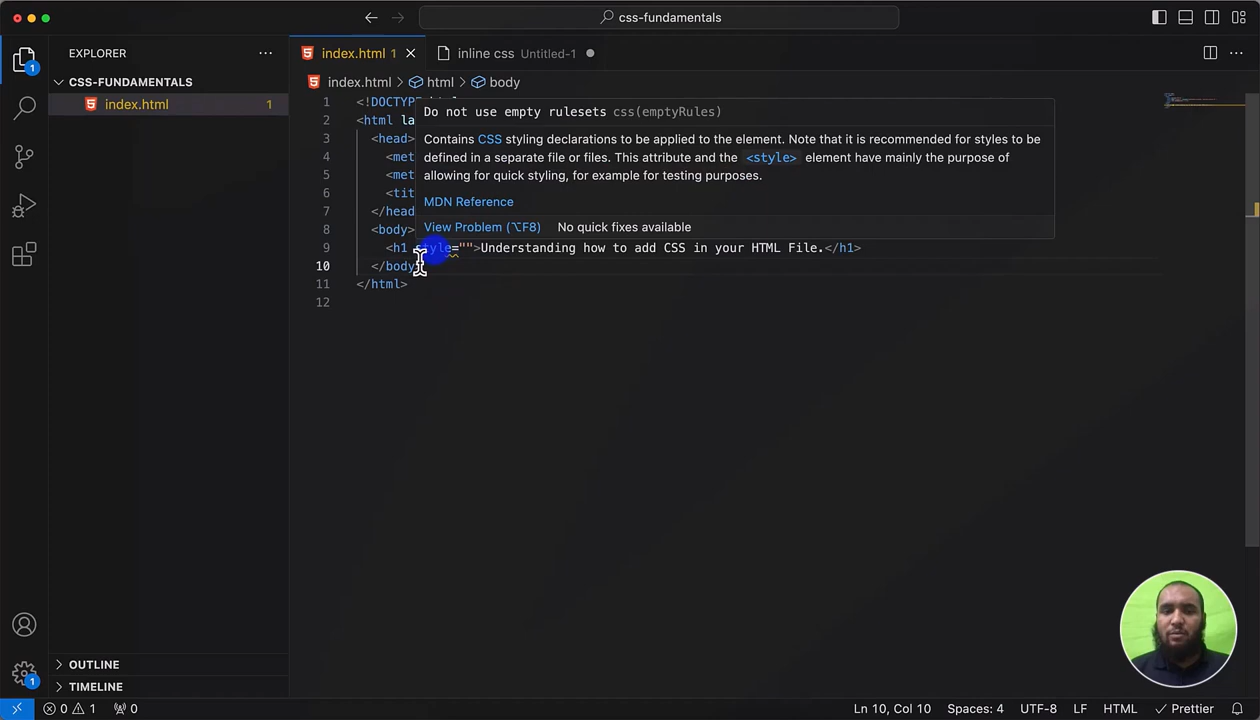 css-fundamentals
EXPLORER
index.html 1
inline css Untitled-1
CSS-FUNDAMENTALS
index.html > html > body
index.html 1
1 <!DOCTYPE
2 <html la
3 <head>
4 <met
5 <met
6 <tit
7 </head
8 <body>
9 <h1 style="">Understanding how to add CSS in your HTML File.</h1>
10 </body
11 </html>
12
Do not use empty rulesets css(emptyRules)
Contains CSS styling declarations to be applied to the element. Note that it is recommended for styles to be
defined in a separate file or files. This attribute and the <style> element have mainly the purpose of
allowing for quick styling, for example for testing purposes.
MDN Reference
View Problem (⌥F8) No quick fixes available
1
OUTLINE
TIMELINE
1
0 1 0
Ln 10, Col 10 Spaces: 4 UTF-8 LF HTML Prettier